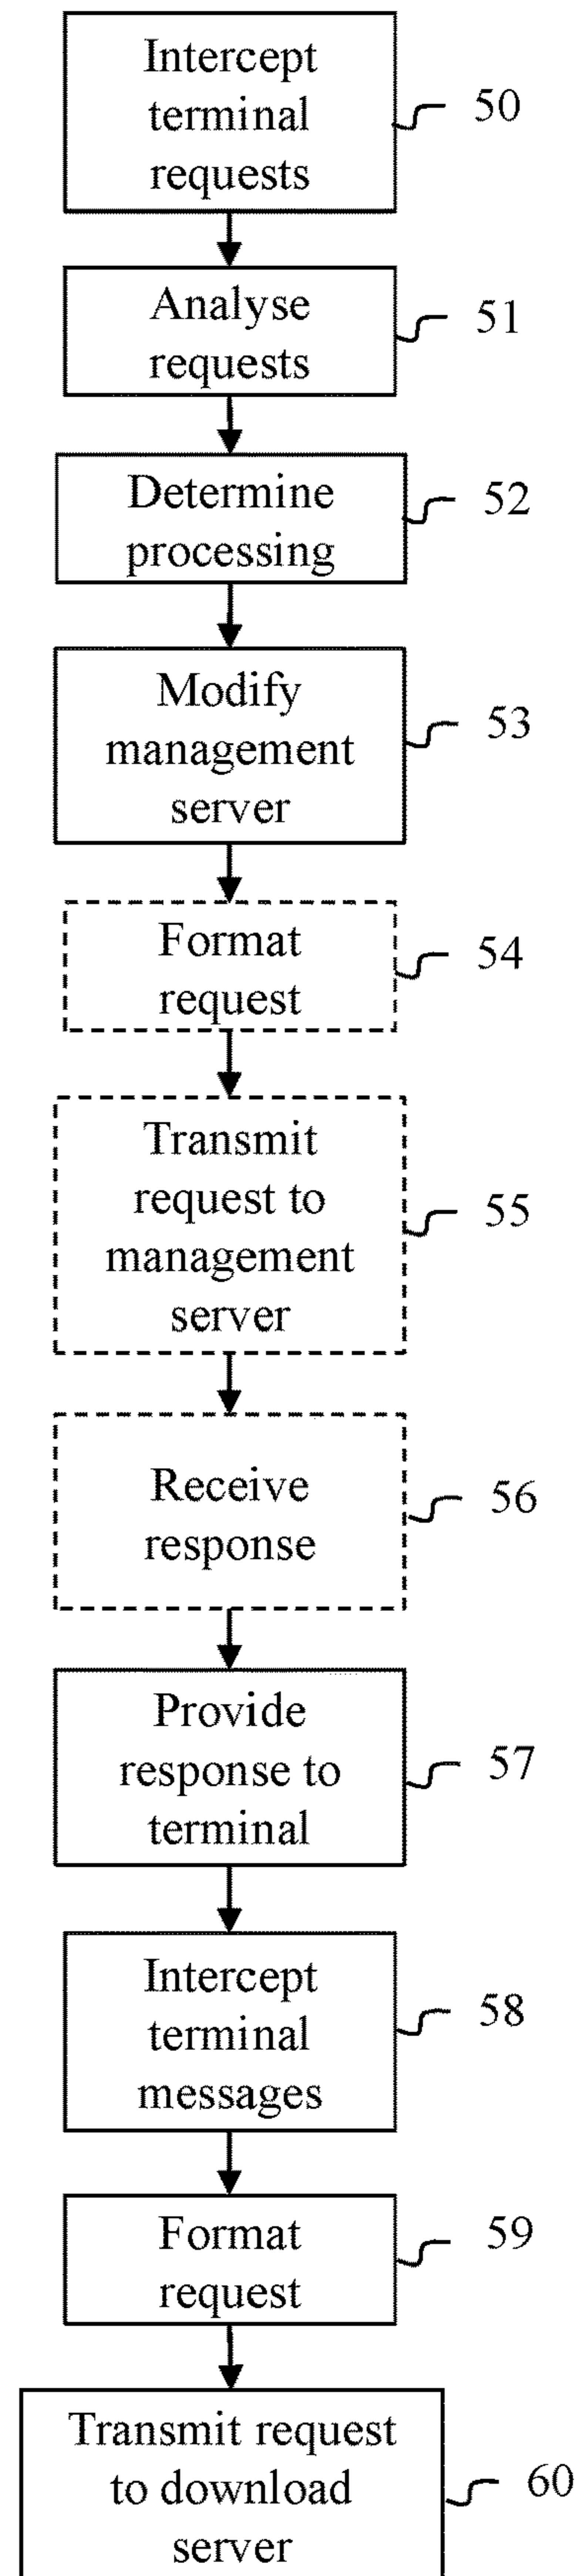 Intercept
terminal
requests
50
Analyse
requests
51
Determine
processing
52
Modify
management
server
53
Format
request
54
Transmit
request to
management
server
55
Receive
response
56
Provide
response to
terminal
57
Intercept
terminal
messages
58
Format
request
59
Transmit request
to download
server
60